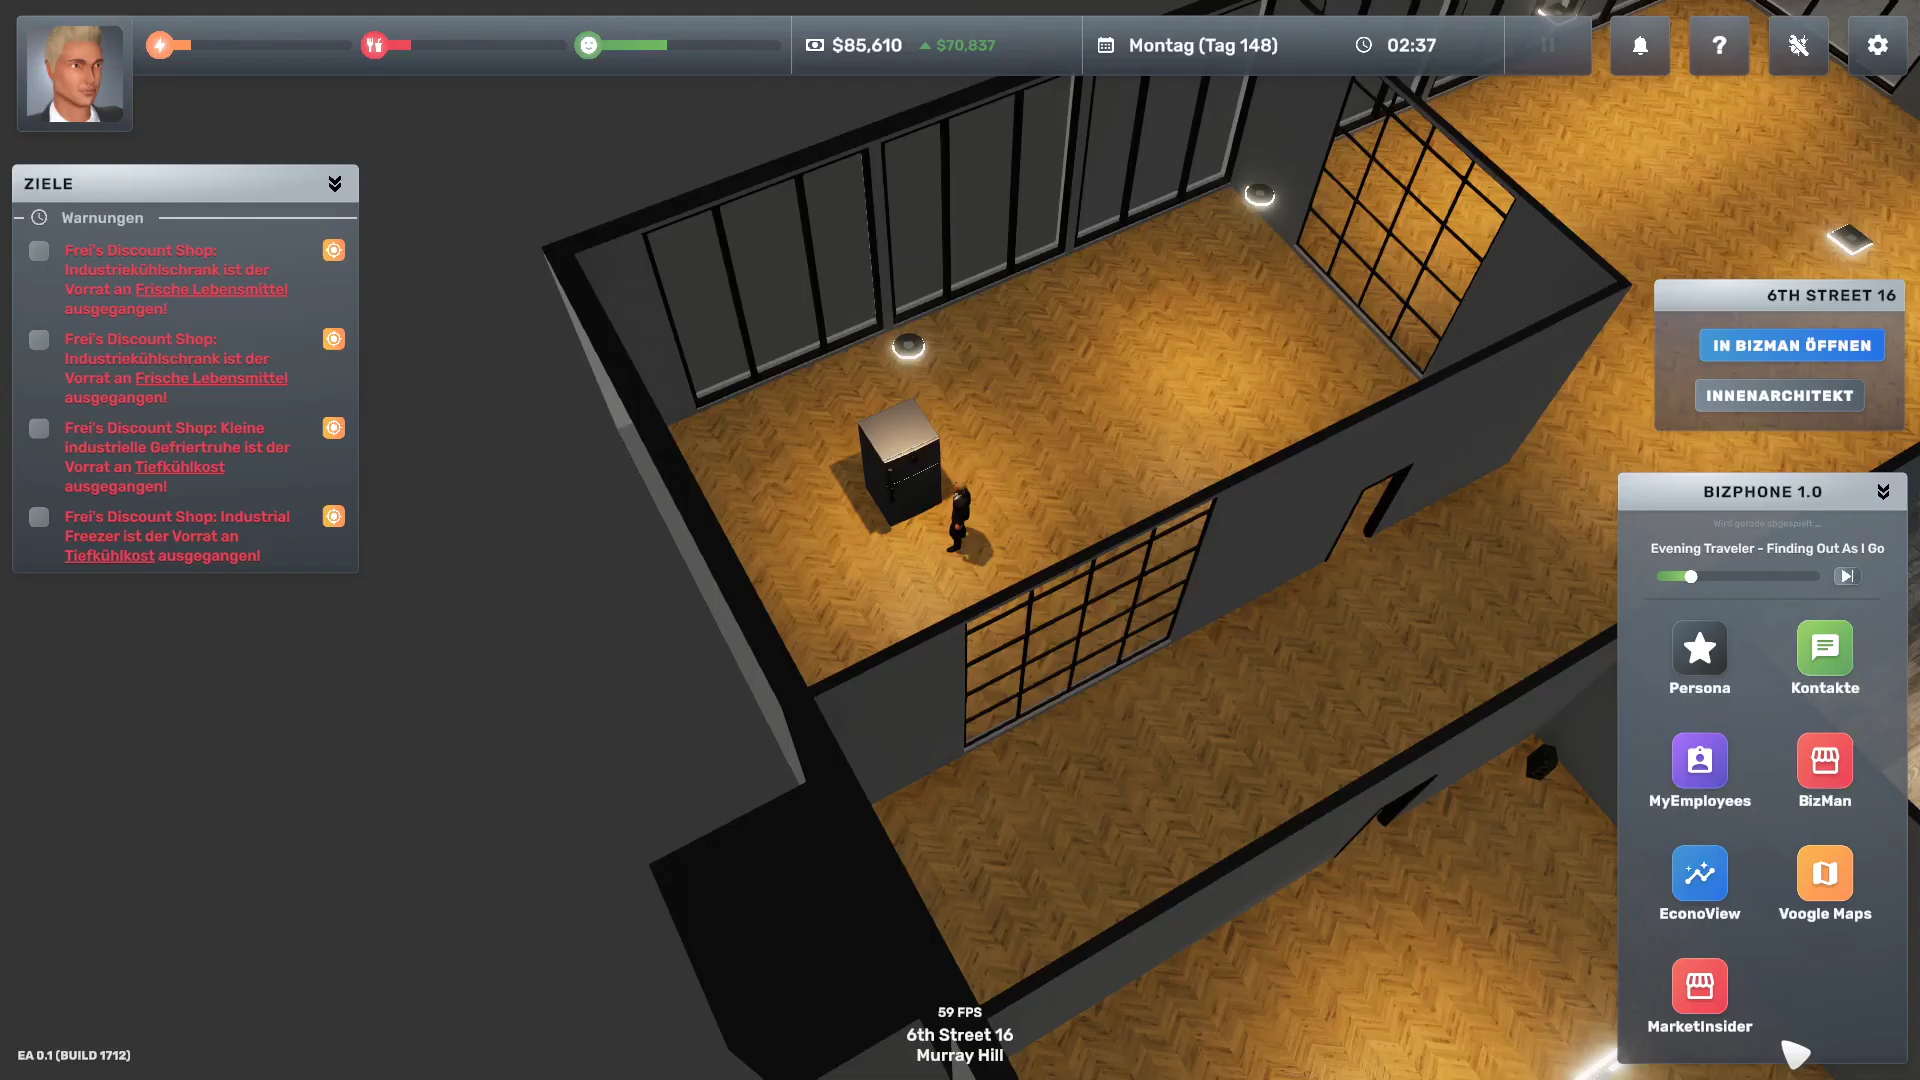 $85,610
$70,837
Montag (Tag 148)
02:37
?
ZIELE
Warnungen
Frei's Discount Shop:
Industriekühlschrank ist der
Vorrat an Frische Lebensmittel
ausgegangen!
Frei's Discount Shop:
Industriekühlschrank ist der
Vorrat an Frische Lebensmittel
ausgegangen!
Frei's Discount Shop: Kleine
industrielle Gefriertruhe ist der
Vorrat an Tiefkühlkost
ausgegangen!
Frei's Discount Shop: Industrial
Freezer ist der Vorrat an
Tiefkühlkost ausgegangen!
6TH STREET 16
IN BIZMAN ÖFFNEN
INNENARCHITEKT
BIZPHONE 1.0
Wird gerade abgespielt ...
Evening Traveler - Finding Out As I Go
Persona
Kontakte
MyEmployees
BizMan
EconoView
Voogle Maps
MarketInsider
59 FPS
6th Street 16
Murray Hill
EA 0.1 (BUILD 1712)